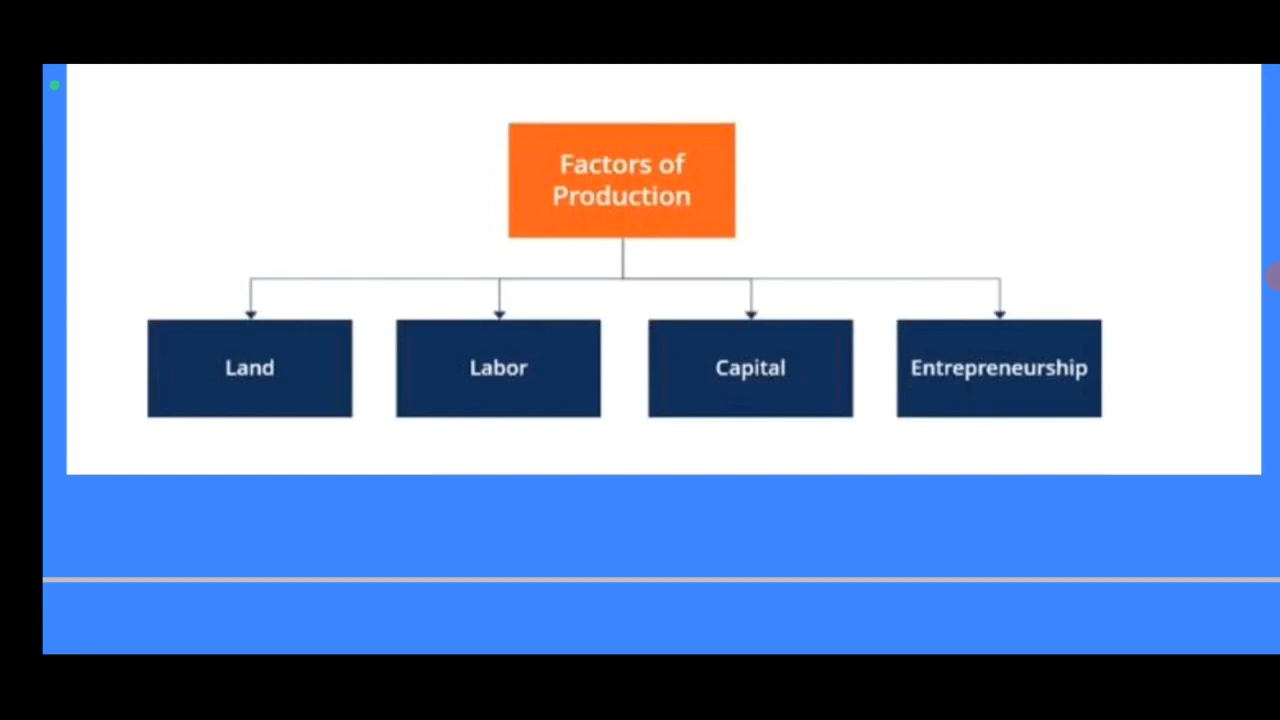 Factors of
Production
Land
Labor
Capital
Entrepreneurship